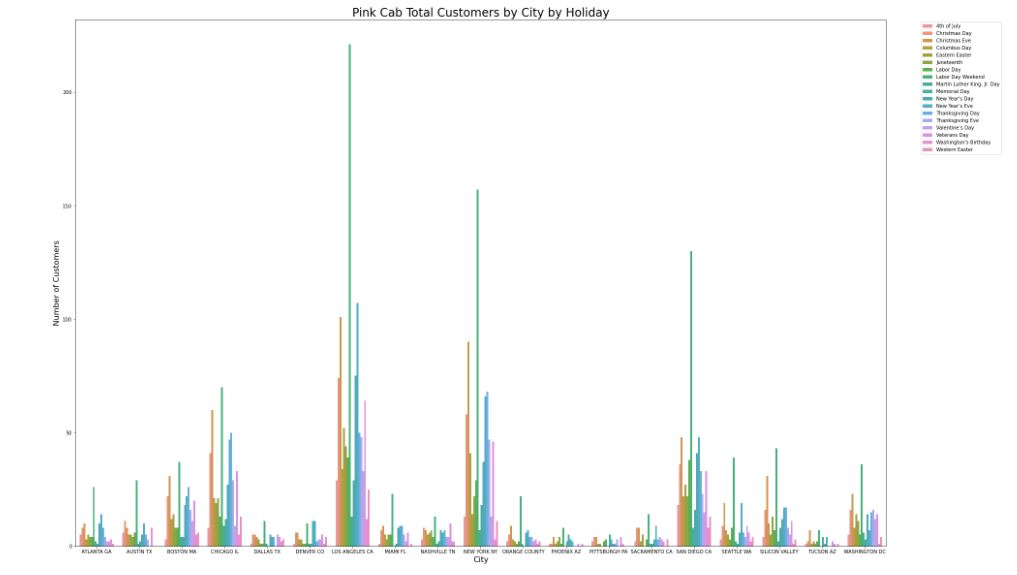 Pink Cab Total Customers by City by Holiday
4th of July
Christmas Day
Christmas Eve
Columbus Day
Eastern Easter
Juneteenth
Labor Day
Labor Day Weekend
Martin Luther King, Jr Day
Memorial Day
New Year's Day
New Year's Eve
Thanksgiving Day
Thanksgiving Eve
Valentine's Day
Veterans Day
Washington's Birthday
Western Easter
Number of Customers
200
150
100
50
0
ATLANTA GA AUSTIN TX BOSTON MA CHICAGO IL DALLAS TX DENVER CO LOS ANGELES CA MIAMI FL NASHVILLE TN NEW YORK NY ORANGE COUNTY PHOENIX AZ PITTSBURGH PA SACRAMENTO CA SAN DIEGO CA SEATTLE WA SILICON VALLEY TUCSON AZ WASHINGTON DC
City